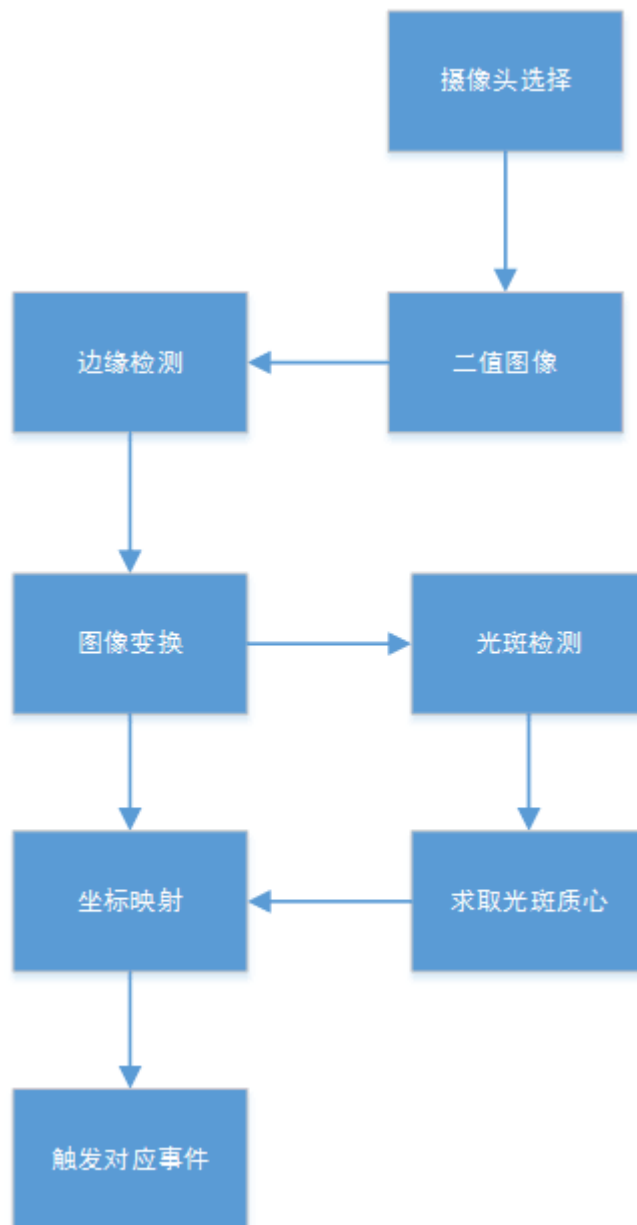 摄像头选择
边缘检测
二值图像
图像变换
光斑检测
坐标映射
求取光斑质心
触发对应事件